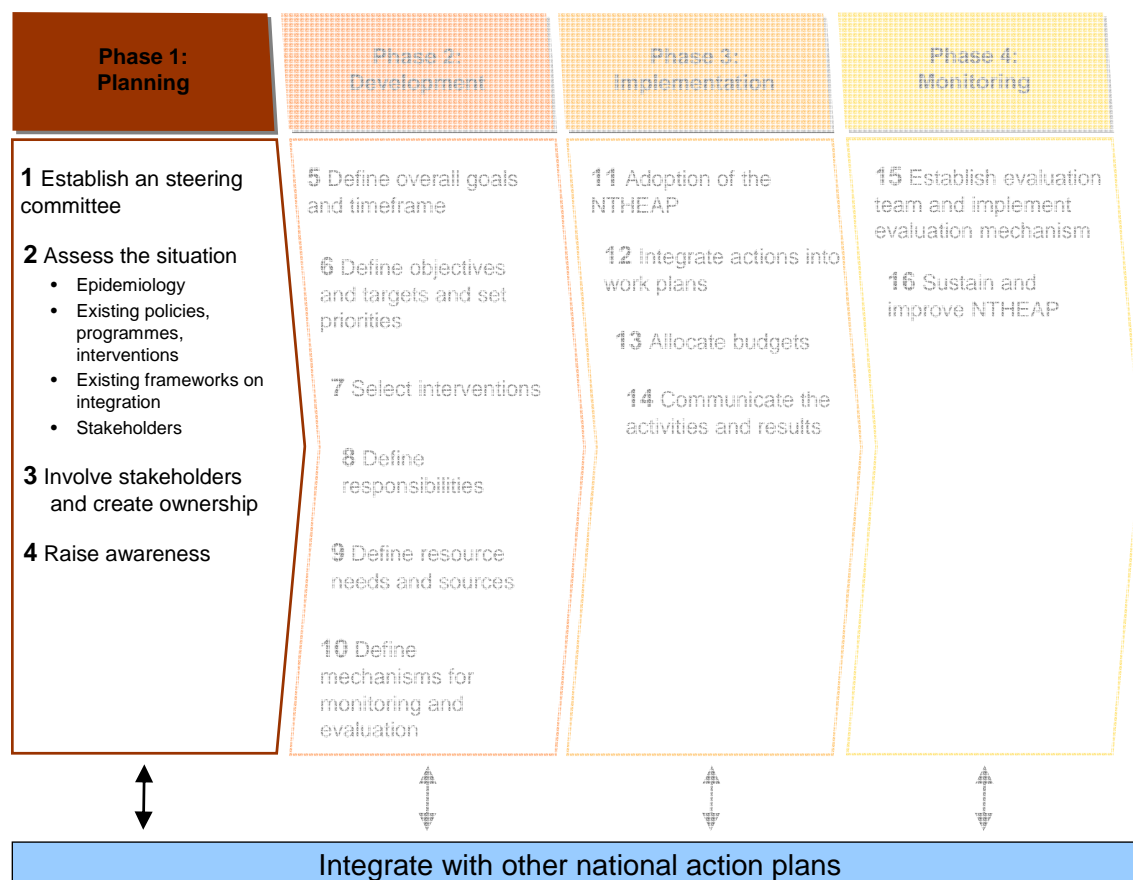 Phase 1:
Planning
Phase 2:
Development
Phase 3:
Implementation
Phase 4:
Monitoring
1 Establish an steering
committee
2 Assess the situation
• Epidemiology
• Existing policies,
programmes,
interventions
• Existing frameworks on
integration
• Stakeholders
3 Involve stakeholders
and create ownership
4 Raise awareness
5 Define overall goals
and timeframe
6 Define objectives
and targets and set
priorities
7 Select interventions
8 Define
responsibilities
9 Define resource
needs and sources
10 Define
mechanisms for
monitoring and
evaluation
11 Adoption of the
NTHEAP
12 Integrate actions into
work plans
13 Allocate budgets
14 Communicate the
activities and results
15 Establish evaluation
team and implement
evaluation mechanism
16 Sustain and
improve NTHEAP
Integrate with other national action plans